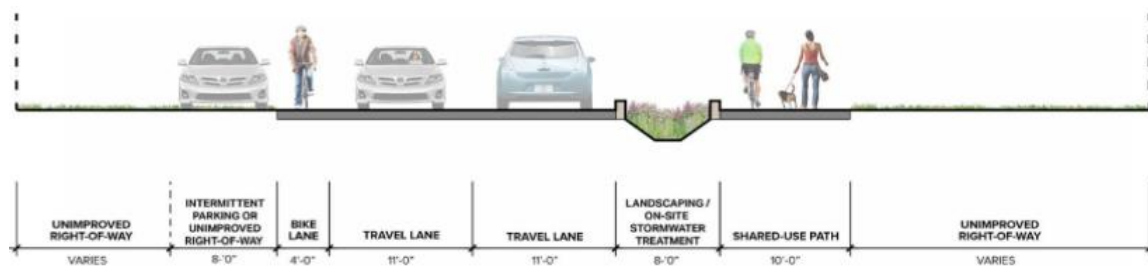 UNIMPROVED
RIGHT-OF-WAY
VARIES
INTERMITTENT
PARKING OR
UNIMPROVED
RIGHT-OF-WAY
8'-0"
BIKE
LANE
4'-0"
TRAVEL LANE
11'-0"
TRAVEL LANE
11'-0"
LANDSCAPING /
ON-SITE
STORMWATER
TREATMENT
8'-0"
SHARED-USE PATH
10'-0"
UNIMPROVED
RIGHT-OF-WAY
VARIES